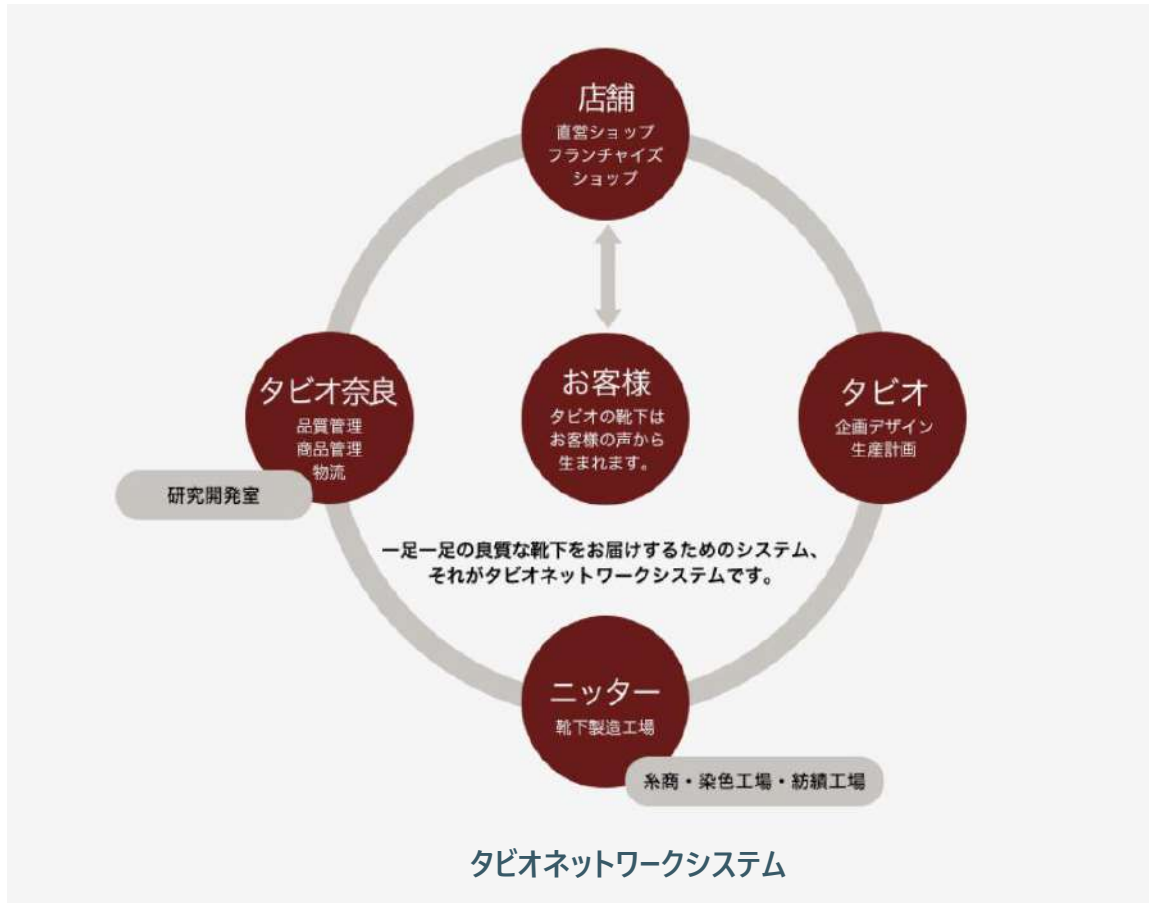 店舗
直営ショップ
フランチャイズ
ショップ
タビオ奈良
品質管理
商品管理
物流
研究開発室
お客様
タビオの靴下は
お客様の声から
生まれます。
タビオ
企画デザイン
生産計画
一足一足の良質な靴下をお届けするためのシステム、
それがタビオネットワークシステムです。
ニッター
靴下製造工場
糸商・染色工場・紡績工場
タビオネットワークシステム